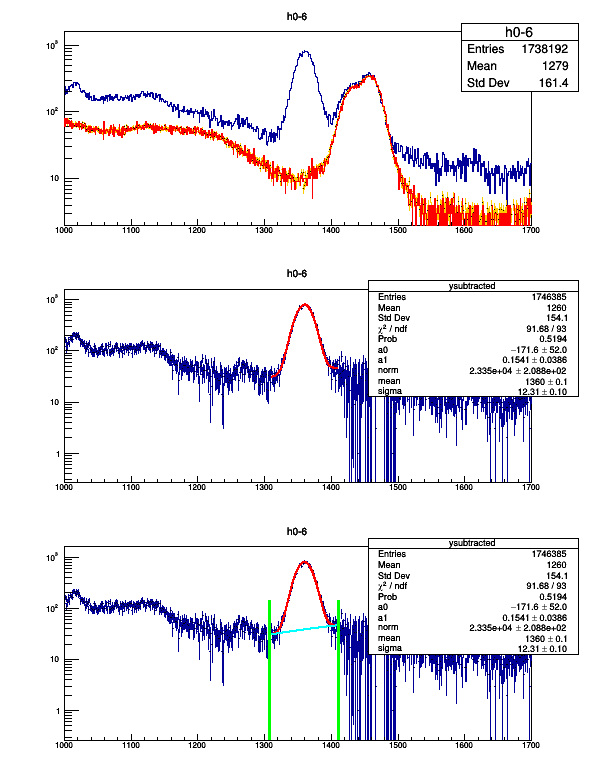 h0-6
h0-6
Entries 1738192
Mean 1279
Std Dev 161.4
10³
10²
10
1000 1100 1200 1300 1400 1500 1600 1700
h0-6
ysubtracted
Entries 1746385
Mean 1260
Std Dev 154.1
χ² / ndf 91.68 / 93
Prob 0.5194
a0 −171.6 ± 52.0
a1 0.1541 ± 0.0386
norm 2.335e+04 ± 2.088e+02
mean 1360 ± 0.1
sigma 12.31 ± 0.10
10³
10²
10
1
1000 1100 1200 1300 1400 1500 1600 1700
h0-6
ysubtracted
Entries 1746385
Mean 1260
Std Dev 154.1
χ² / ndf 91.68 / 93
Prob 0.5194
a0 −171.6 ± 52.0
a1 0.1541 ± 0.0386
norm 2.335e+04 ± 2.088e+02
mean 1360 ± 0.1
sigma 12.31 ± 0.10
10³
10²
10
1
1000 1100 1200 1300 1400 1500 1600 1700